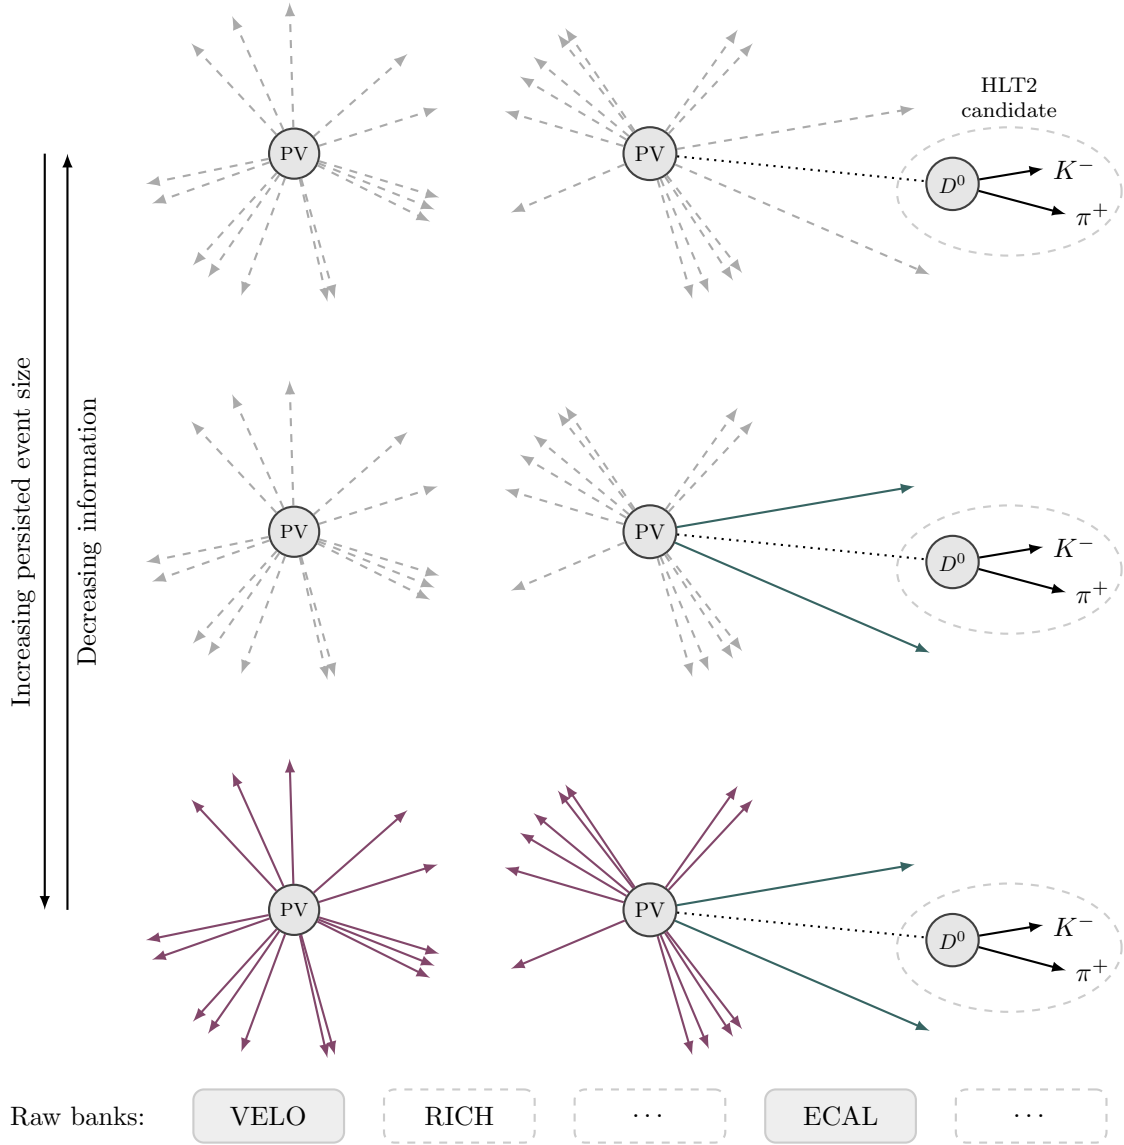 HLT2
candidate
PV
PV
D⁰
K⁻
π⁺
Increasing persisted event size
Decreasing information
PV
PV
D⁰
K⁻
π⁺
PV
PV
D⁰
K⁻
π⁺
Raw banks: VELO RICH ··· ECAL ···